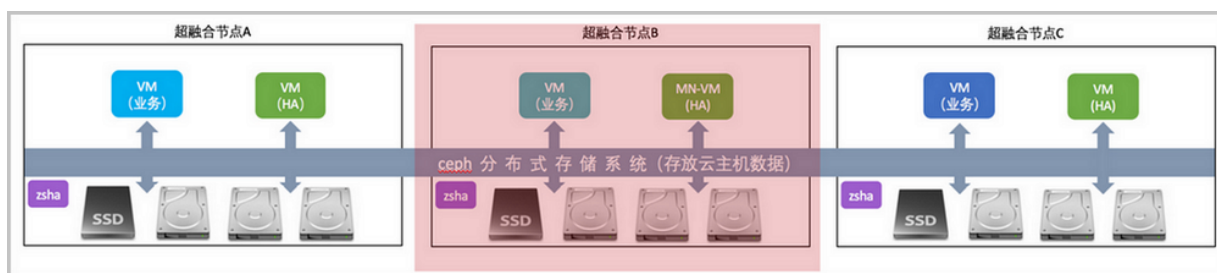 超融合节点A
超融合节点B
超融合节点C
VM
(业务)
VM
(HA)
VM
(业务)
MN-VM
(HA)
VM
(业务)
VM
(HA)
ceph 分 布 式 存 储 系 统（存放云主机数据）
zsha
SSD
zsha
SSD
zsha
SSD